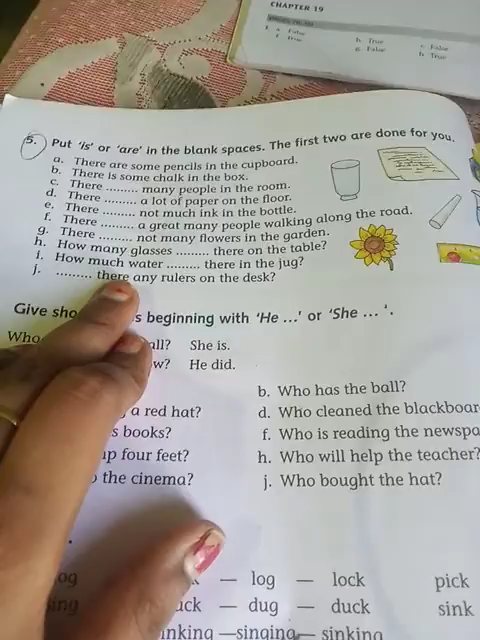 CHAPTER 19
a. False
b. True
c. False
f. True
g. False
h. True
5. Put 'is' or 'are' in the blank spaces. The first two are done for you.
a. There are some pencils in the cupboard.
b. There is some chalk in the box.
c. There ......... many people in the room.
d. There ......... a lot of paper on the floor.
e. There ......... not much ink in the bottle.
f. There ......... a great many people walking along the road.
g. There ......... not many flowers in the garden.
h. How many glasses ......... there on the table?
i. How much water ......... there in the jug?
j. ......... there any rulers on the desk?
Give sho s beginning with 'He ...' or 'She ... '.
Who all? She is.
w? He did.
b. Who has the ball?
a red hat? d. Who cleaned the blackboar
s books? f. Who is reading the newspa
up four feet? h. Who will help the teacher?
the cinema? j. Who bought the hat?
og — log — lock pick
ing uck — dug — duck sink
inking — singing — sinking